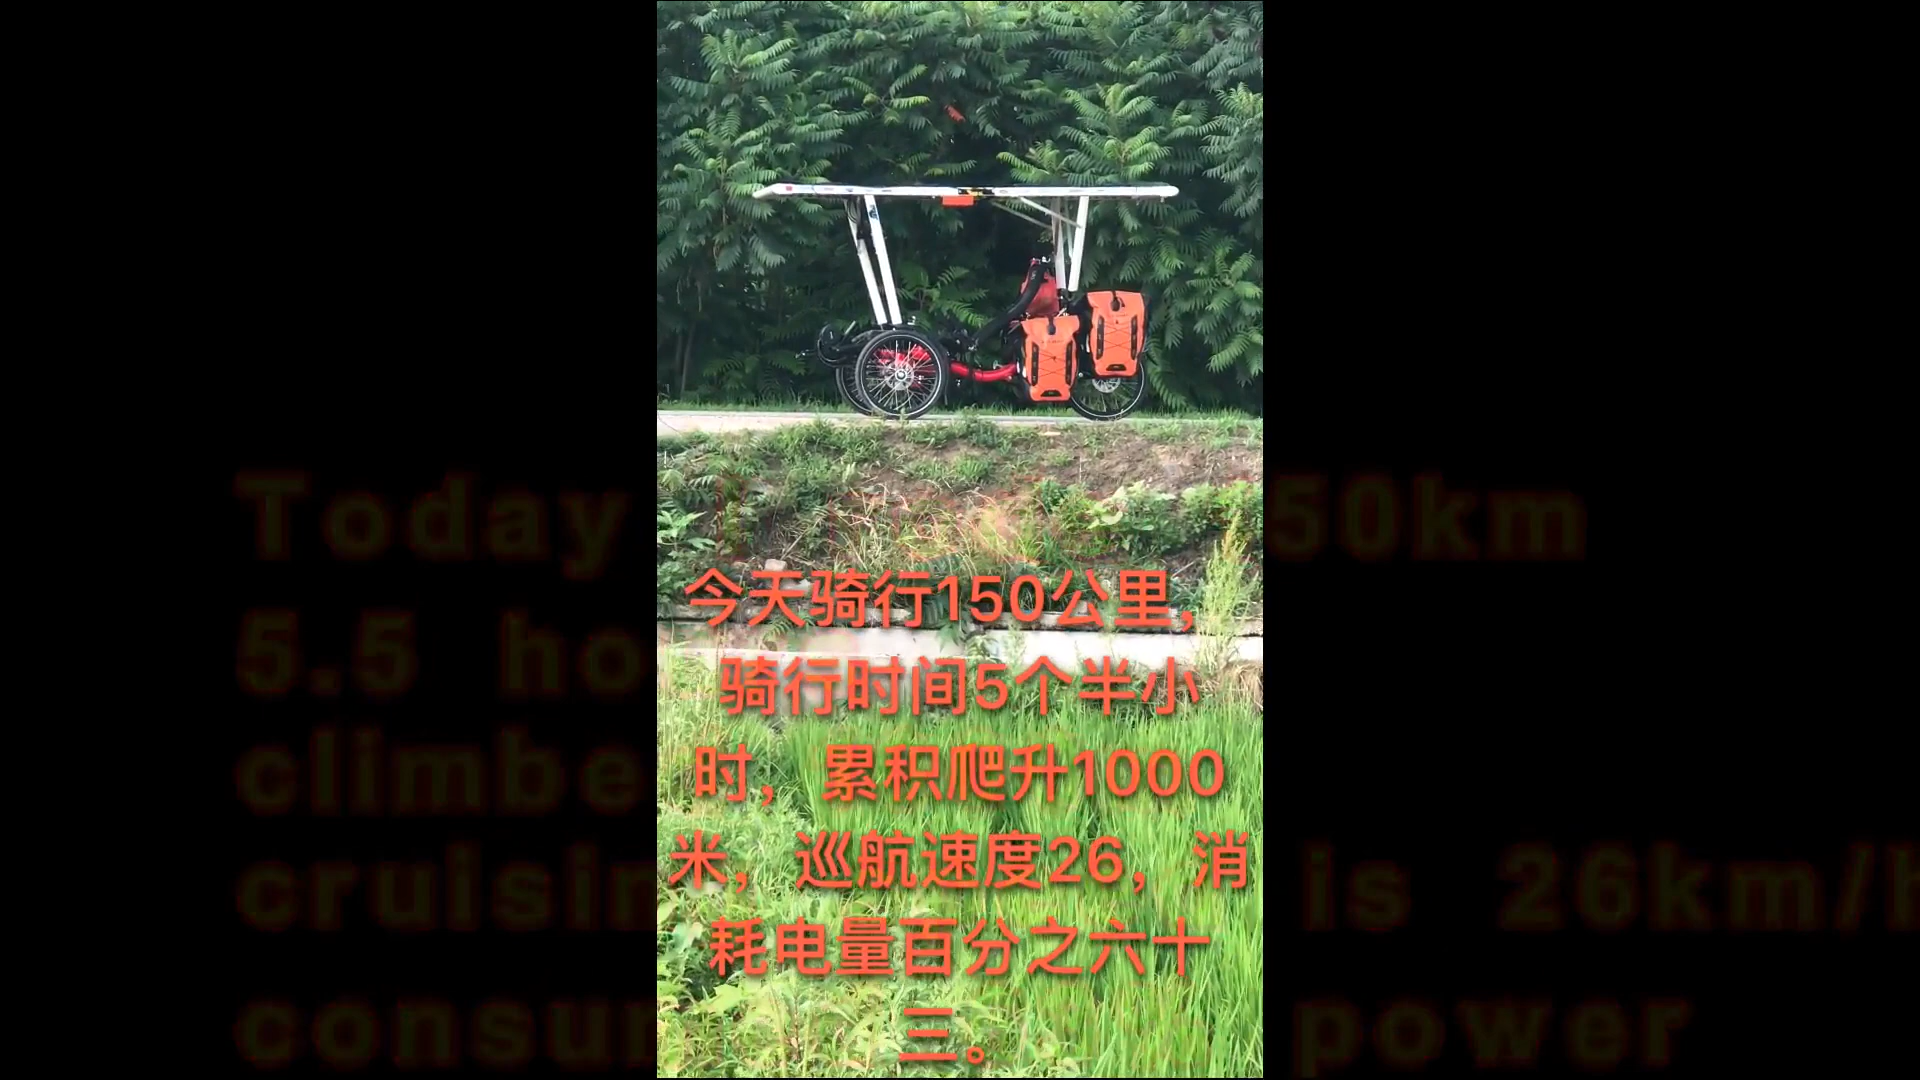 今天骑行150公里，
骑行时间5个半小
时，累积爬升1000
米，巡航速度26，消
耗电量百分之六十
三。
Today 50km
5.5 ho
climbe
cruisin is 26km/h
consum power